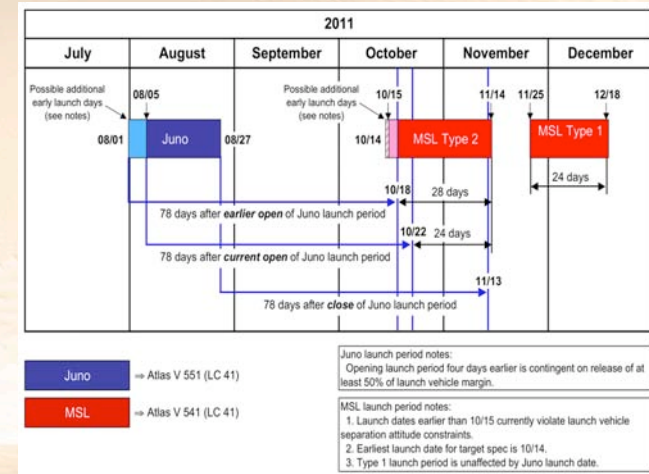 2011
July August September October November December
Possible additional
early launch days
(see notes)
08/05
08/01
Juno
08/27
Possible additional
early launch days
(see notes)
10/15
10/14
MSL Type 2
11/14
11/25
12/18
MSL Type 1
24 days
10/18
28 days
78 days after earlier open of Juno launch period
10/22
24 days
78 days after current open of Juno launch period
11/13
78 days after close of Juno launch period
Juno ⇒ Atlas V 551 (LC 41)
MSL ⇒ Atlas V 541 (LC 41)
Juno launch period notes:
Opening launch period four days earlier is contingent on release of at
least 50% of launch vehicle margin.
MSL launch period notes:
1. Launch dates earlier than 10/15 currently violate launch vehicle
separation attitude constraints.
2. Earliest launch date for target spec is 10/14.
3. Type 1 launch period is unaffected by Juno launch date.